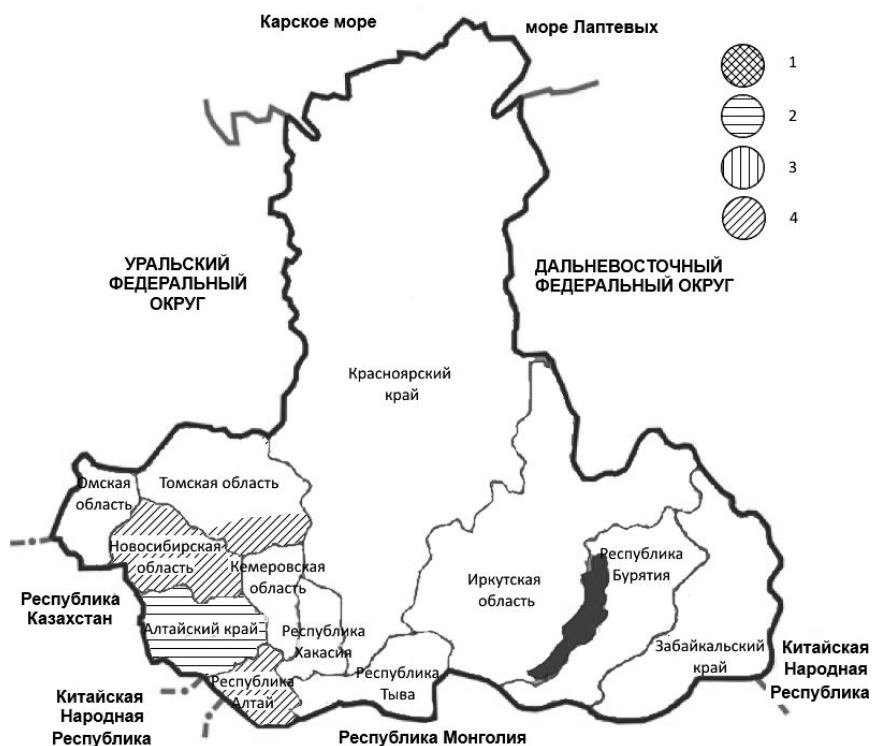 Карское море
море Лаптевых
1
2
3
4
УРАЛЬСКИЙ
ФЕДЕРАЛЬНЫЙ
ОКРУГ
ДАЛЬНЕВОСТОЧНЫЙ
ФЕДЕРАЛЬНЫЙ ОКРУГ
Красноярский
край
Омская
область
Томская область
Новосибирская
область
Кемеровская
область
Республика
Казахстан
Алтайский край
Республика
Хакасия
Республика
Алтай
Республика
Тыва
Иркутская
область
Республика
Бурятия
Забайкальский
край
Китайская
Народная
Республика
Китайская
Народная
Республика
Республика Монголия